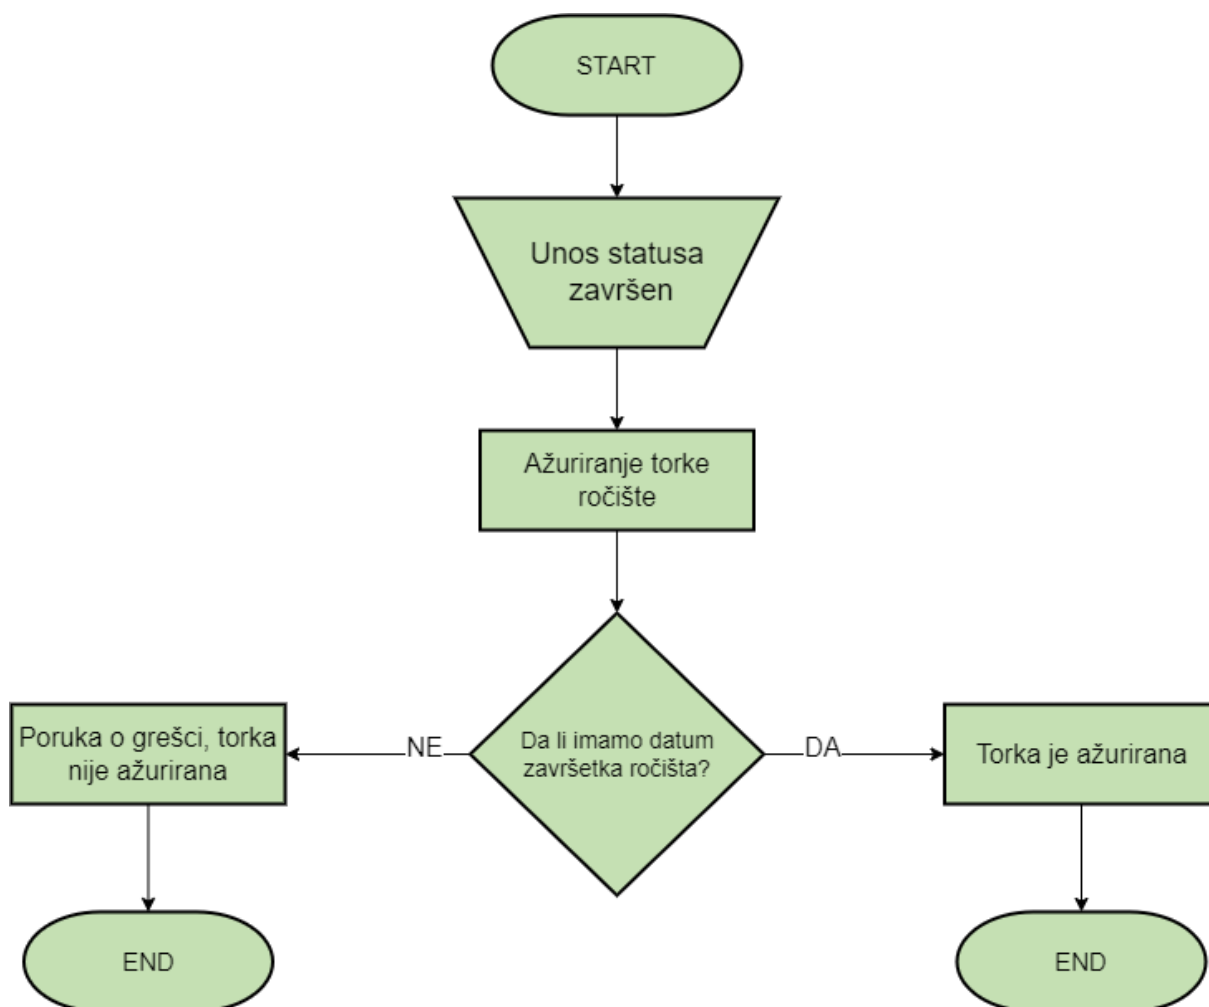 START
Unos statusa
završen
Ažuriranje torke
ročište
Da li imamo datum
završetka ročišta?
NE
DA
Poruka o grešci, torka
nije ažurirana
Torka je ažurirana
END
END